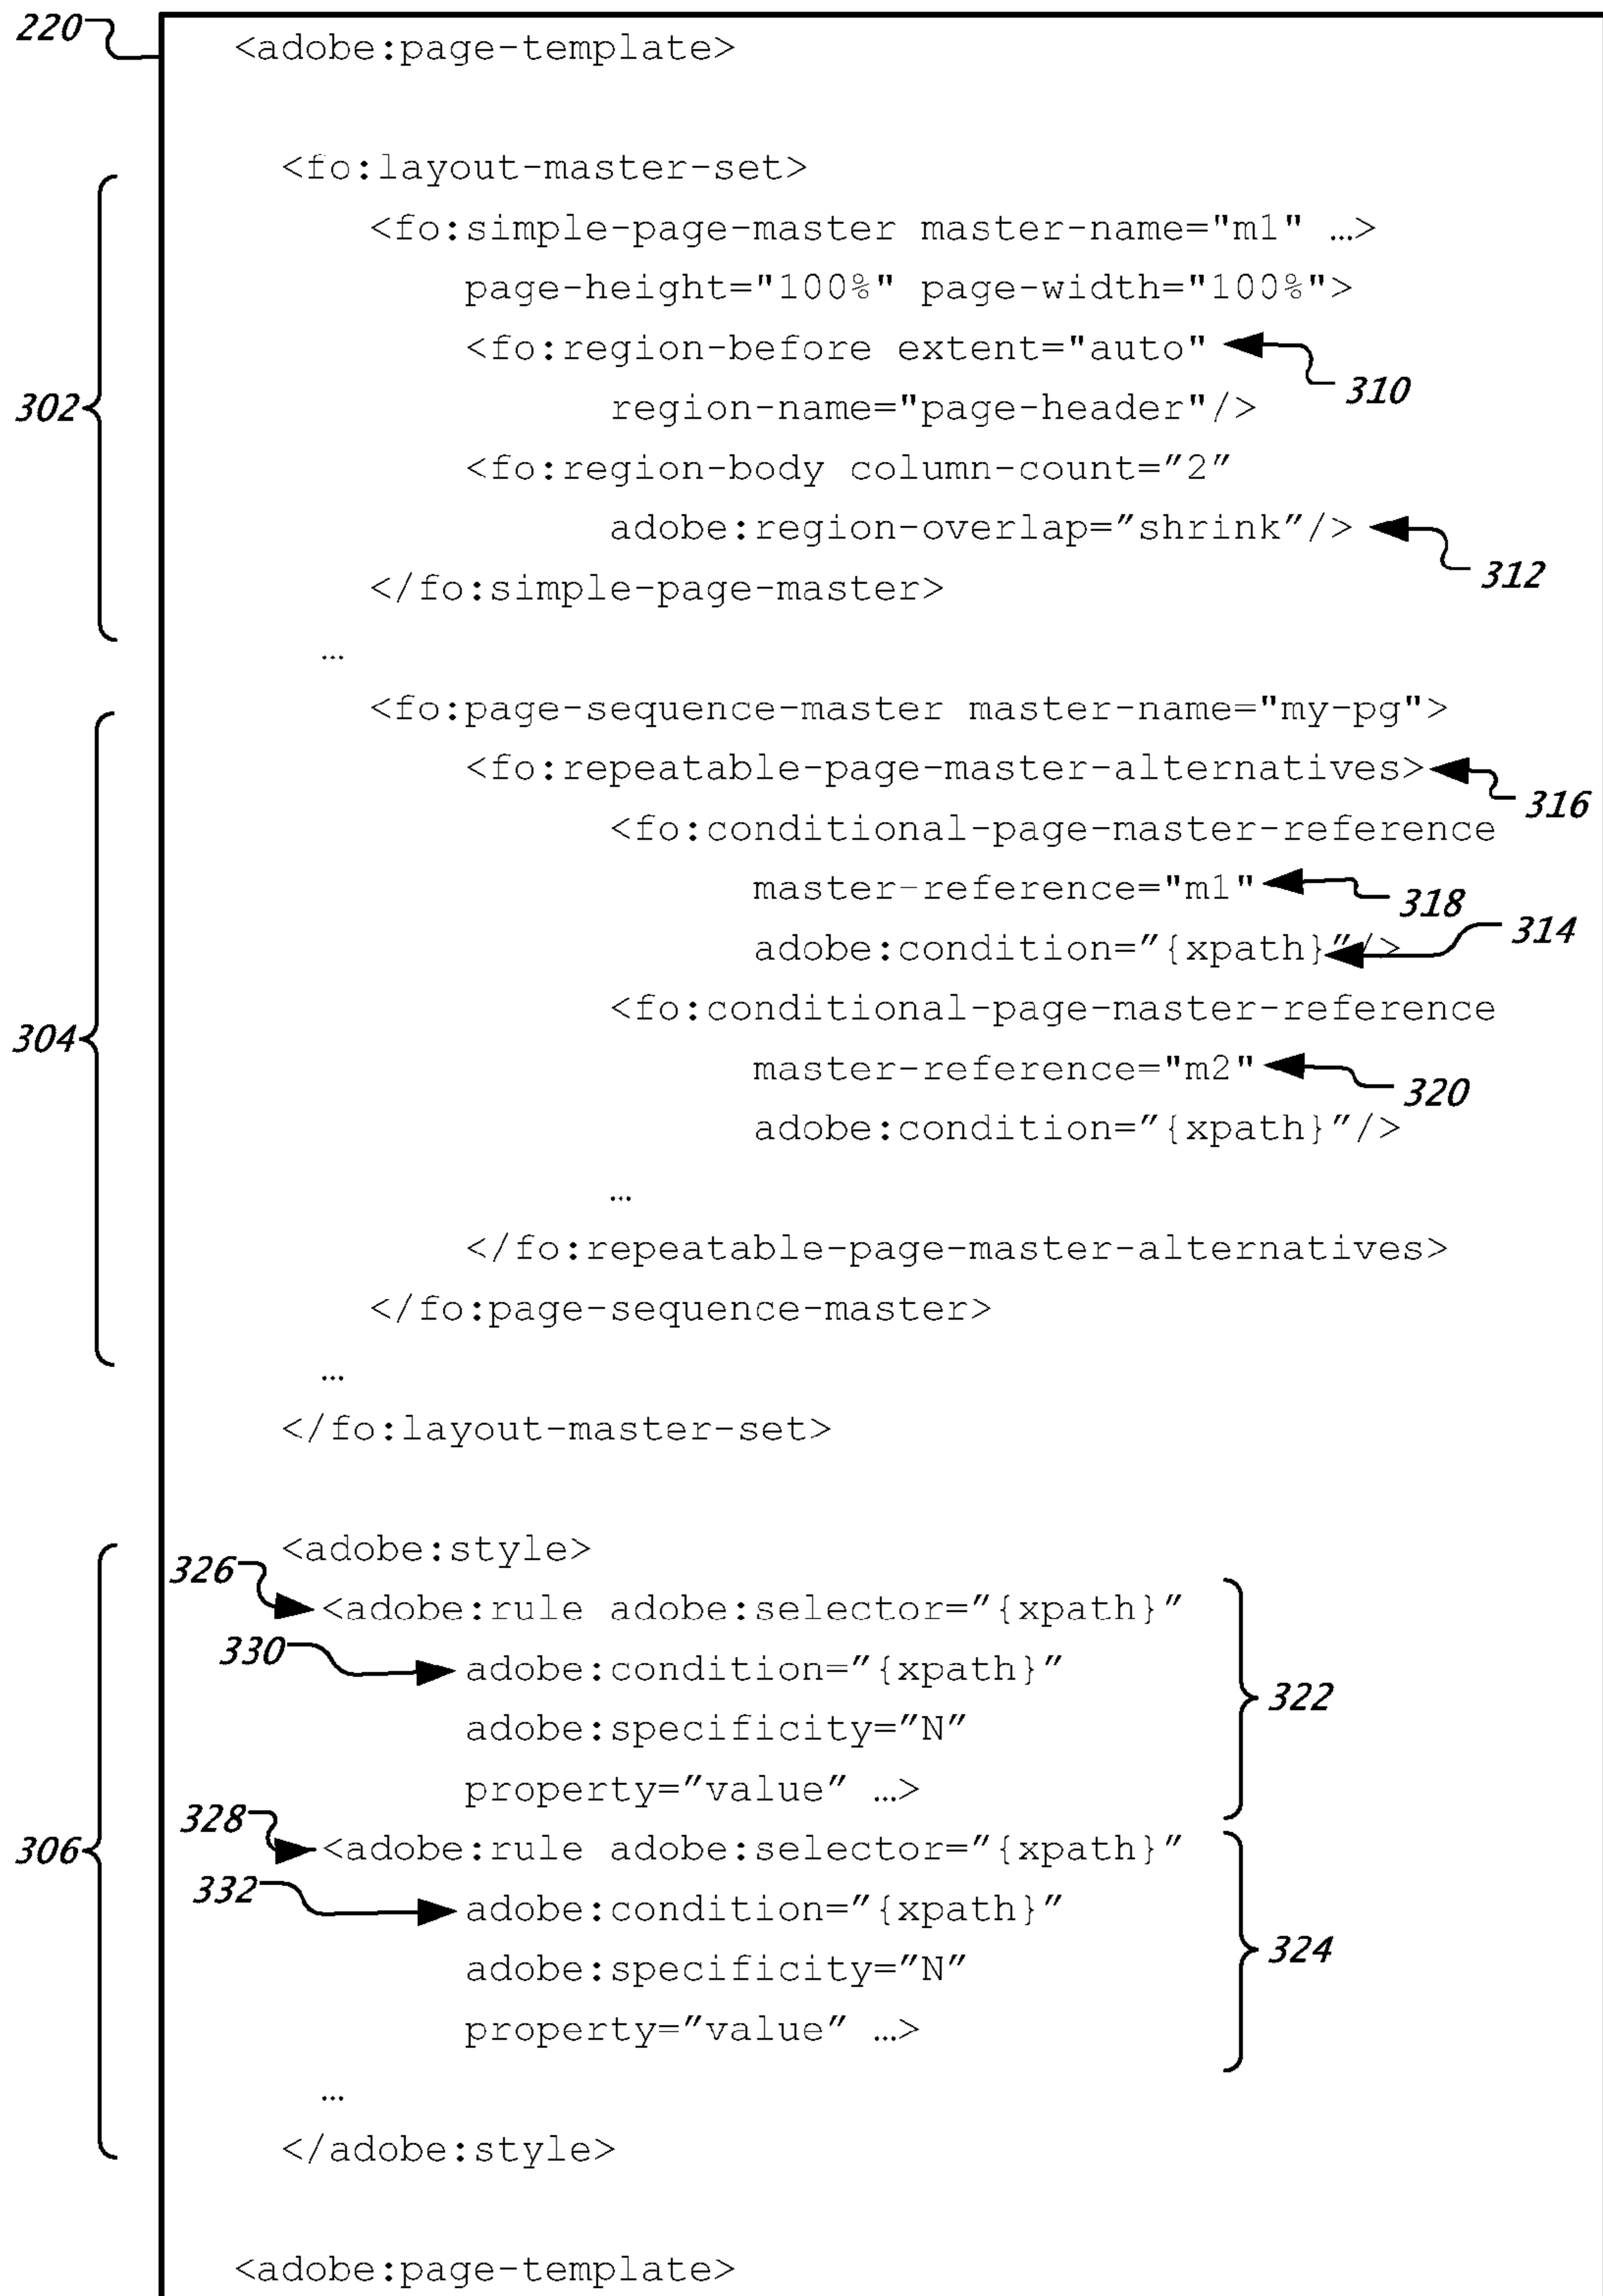 220
<adobe:page-template>
<fo:layout-master-set>
<fo:simple-page-master master-name="m1" …>
page-height="100%" page-width="100%">
<fo:region-before extent="auto"
310
302
region-name="page-header"/>
<fo:region-body column-count=”2”
adobe:region-overlap=”shrink”/>
312
</fo:simple-page-master>
…
<fo:page-sequence-master master-name="my-pg">
<fo:repeatable-page-master-alternatives>
316
<fo:conditional-page-master-reference
master-reference="m1"
318
314
adobe:condition=”{xpath}”/>
<fo:conditional-page-master-reference
304
master-reference="m2"
320
adobe:condition=”{xpath}”/>
…
</fo:repeatable-page-master-alternatives>
</fo:page-sequence-master>
…
</fo:layout-master-set>
<adobe:style>
326
<adobe:rule adobe:selector=”{xpath}”
330
adobe:condition=”{xpath}”
322
adobe:specificity=”N”
property=”value” …>
328
306
<adobe:rule adobe:selector=”{xpath}”
332
adobe:condition=”{xpath}”
324
adobe:specificity=”N”
property=”value” …>
…
</adobe:style>
<adobe:page-template>